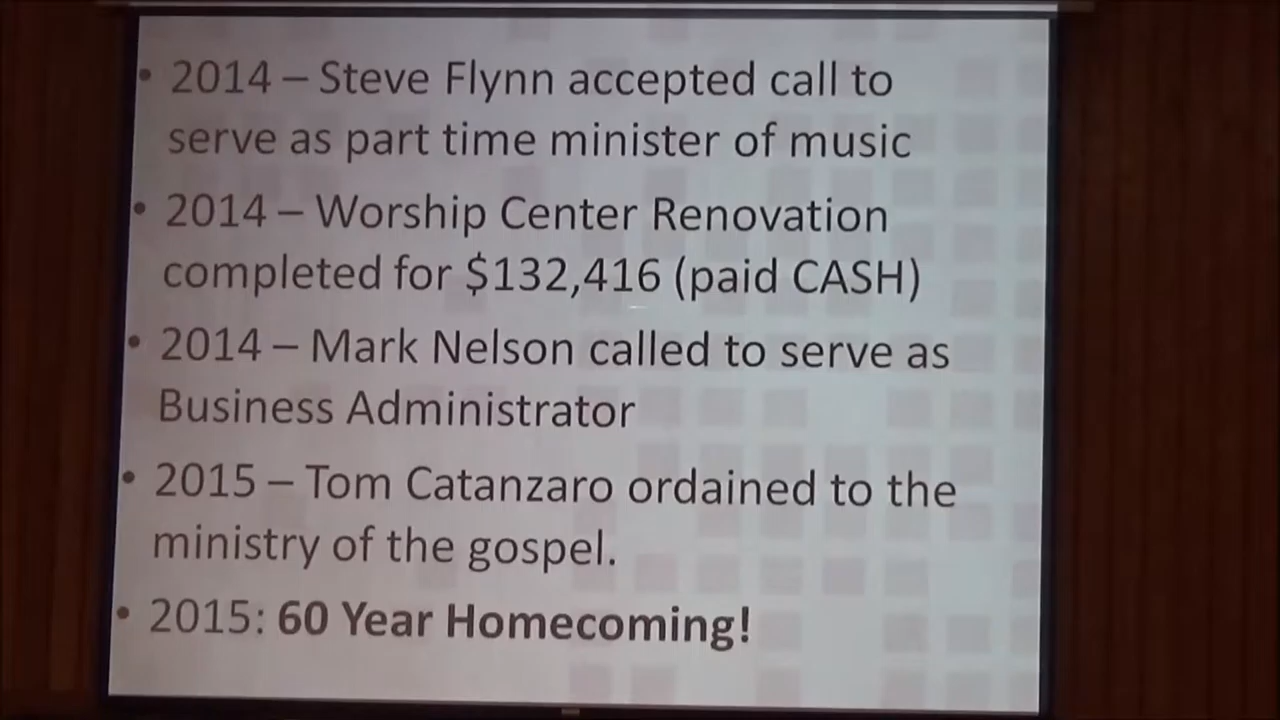 • 2014 – Steve Flynn accepted call to
serve as part time minister of music
• 2014 – Worship Center Renovation
completed for $132,416 (paid CASH)
• 2014 – Mark Nelson called to serve as
Business Administrator
• 2015 – Tom Catanzaro ordained to the
ministry of the gospel.
• 2015: 60 Year Homecoming!